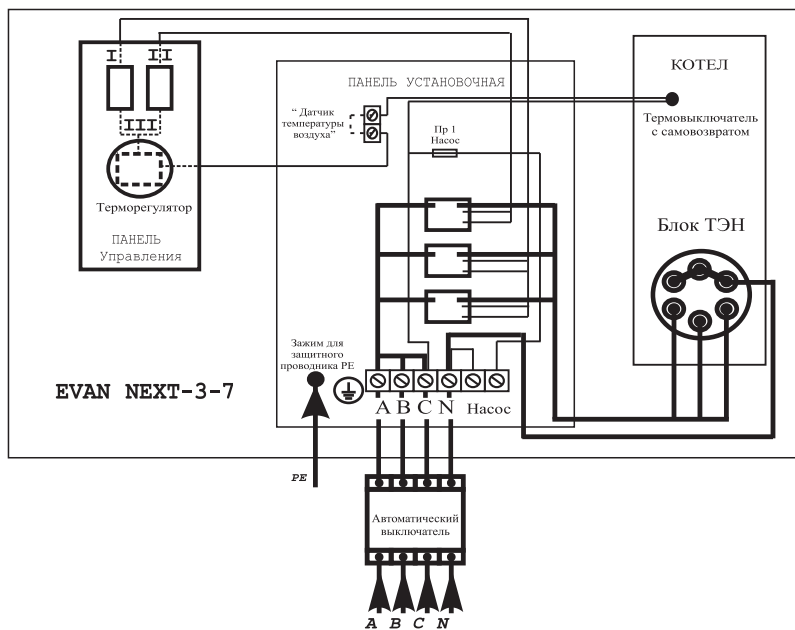 I II
III
Терморегулятор
ПАНЕЛЬ
Управления
ПАНЕЛЬ УСТАНОВОЧНАЯ
“ Датчик
температуры
воздуха”
Пр 1
Насос
КОТЕЛ
Термовыключатель
с самовозвратом
Блок ТЭН
Зажим для
защитного
проводника PE
EVAN NEXT-3-7
A B C N Насос
PE
Автоматический
выключатель
A B C N